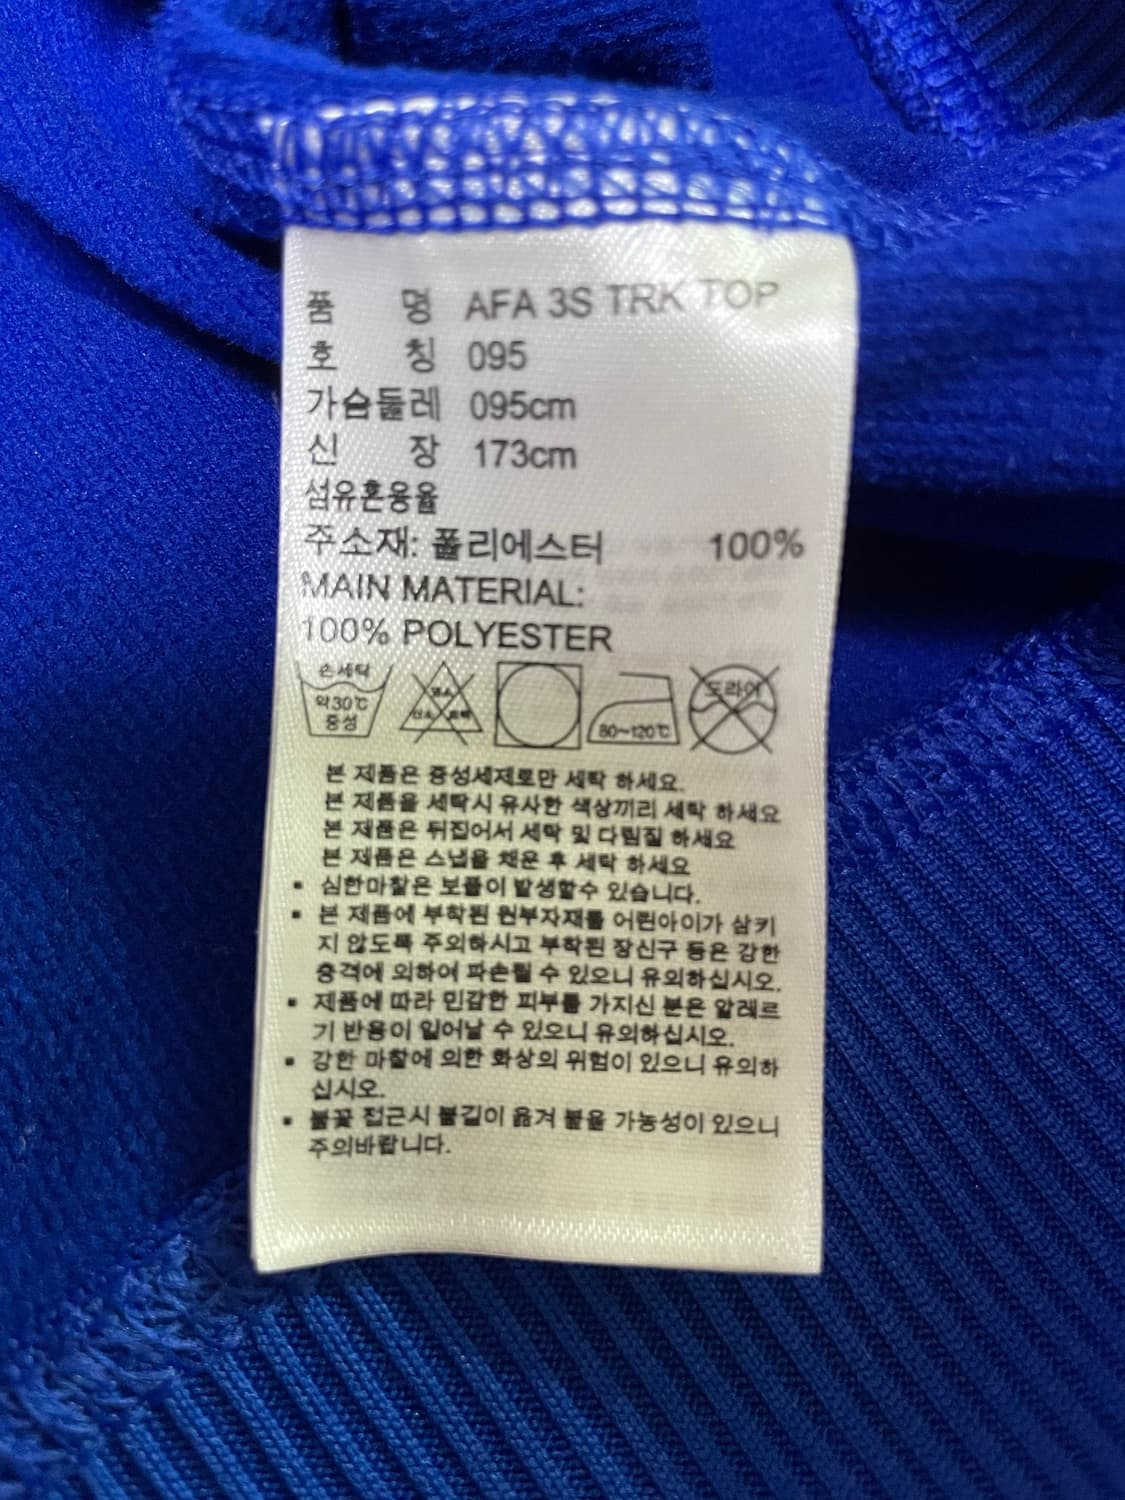 품 명 AFA 3S TRK TOP
호 칭 095
가슴둘레 095cm
신 장 173cm
섬유혼용율
주소재: 폴리에스터 100%
MAIN MATERIAL:
100% POLYESTER
손세탁
약30℃
중성
염소
산소 표백
80~120℃
드라이
본 제품은 중성세제로만 세탁 하세요.
본 제품을 세탁시 유사한 색상끼리 세탁 하세요
본 제품은 뒤집어서 세탁 및 다림질 하세요
본 제품은 스냅을 채운 후 세탁 하세요
▪ 심한마찰은 보풀이 발생할수 있습니다.
▪ 본 제품에 부착된 원부자재를 어린아이가 삼키
지 않도록 주의하시고 부착된 장신구 등은 강한
충격에 의하여 파손될 수 있으니 유의하십시오.
▪ 제품에 따라 민감한 피부를 가지신 분은 알레르
기 반응이 일어날 수 있으니 유의하십시오.
▪ 강한 마찰에 의한 화상의 위험이 있으니 유의하
십시오.
▪ 불꽃 접근시 불길이 옮겨 붙을 가능성이 있으니
주의바랍니다.